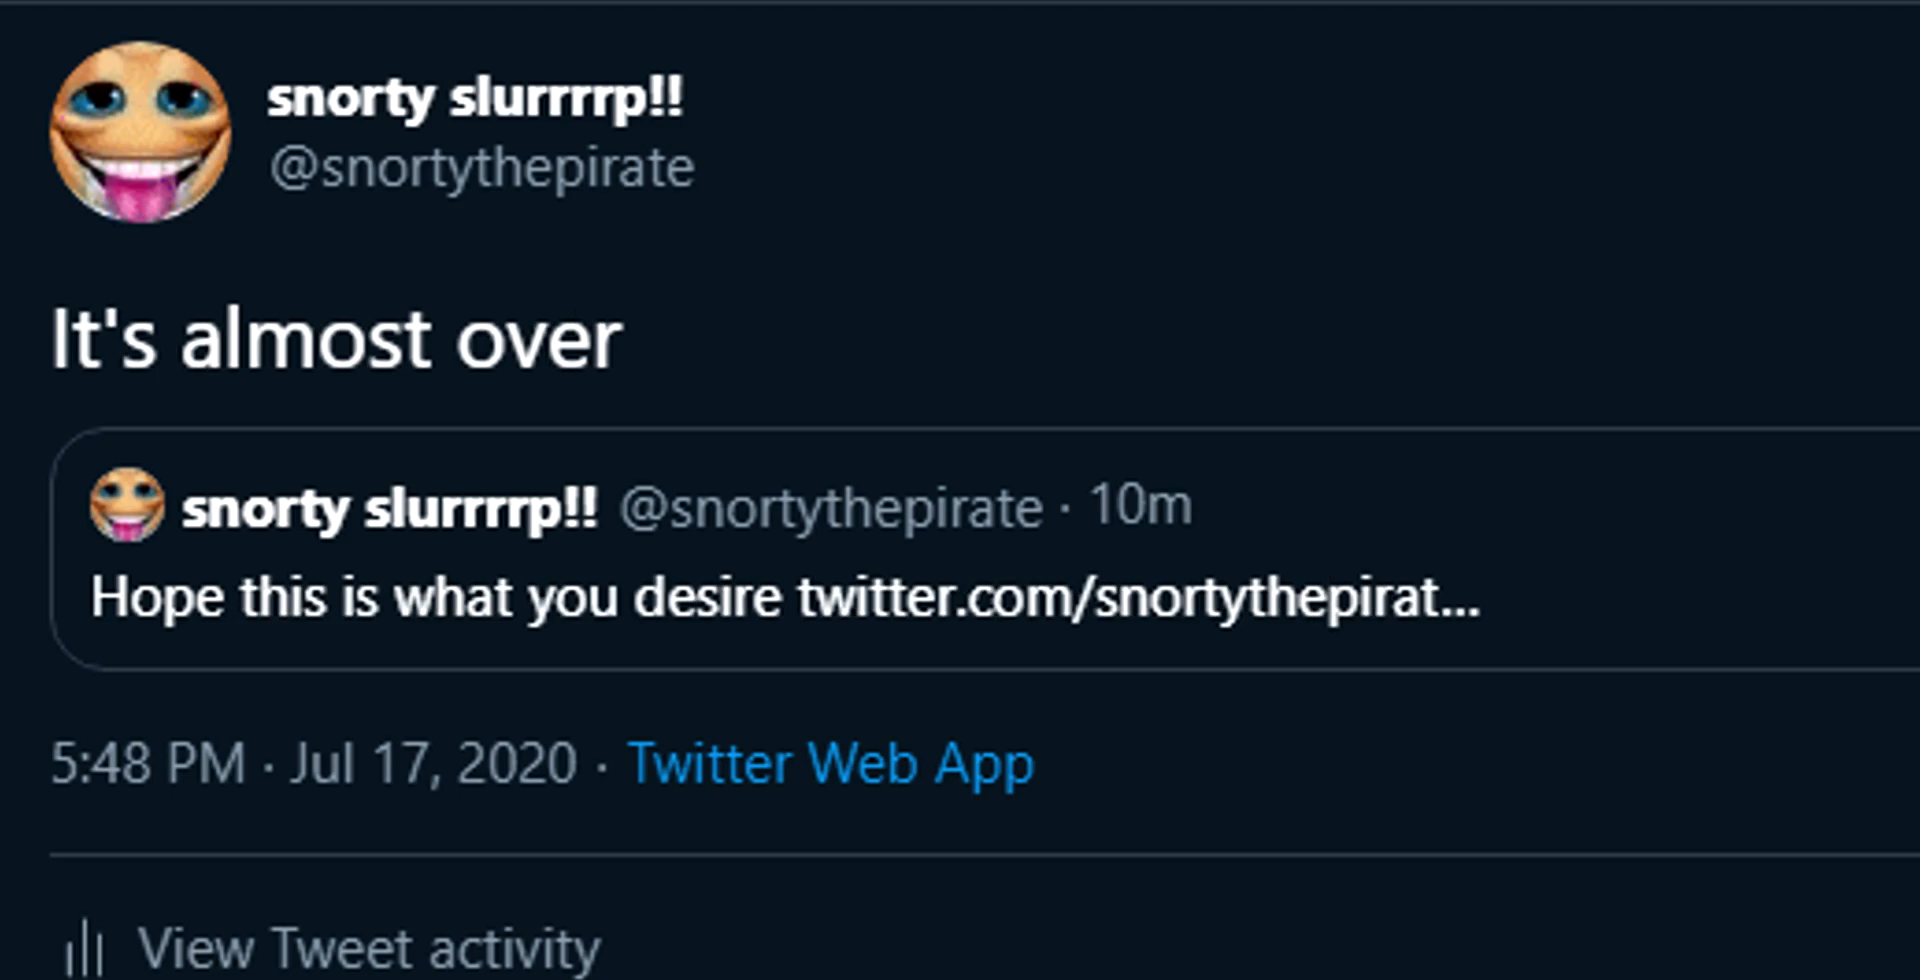 snorty slurrrrp!!
@snortythepirate
It's almost over
snorty slurrrrp!! @snortythepirate · 10m
Hope this is what you desire twitter.com/snortythepirat...
5:48 PM · Jul 17, 2020 · Twitter Web App
View Tweet activity